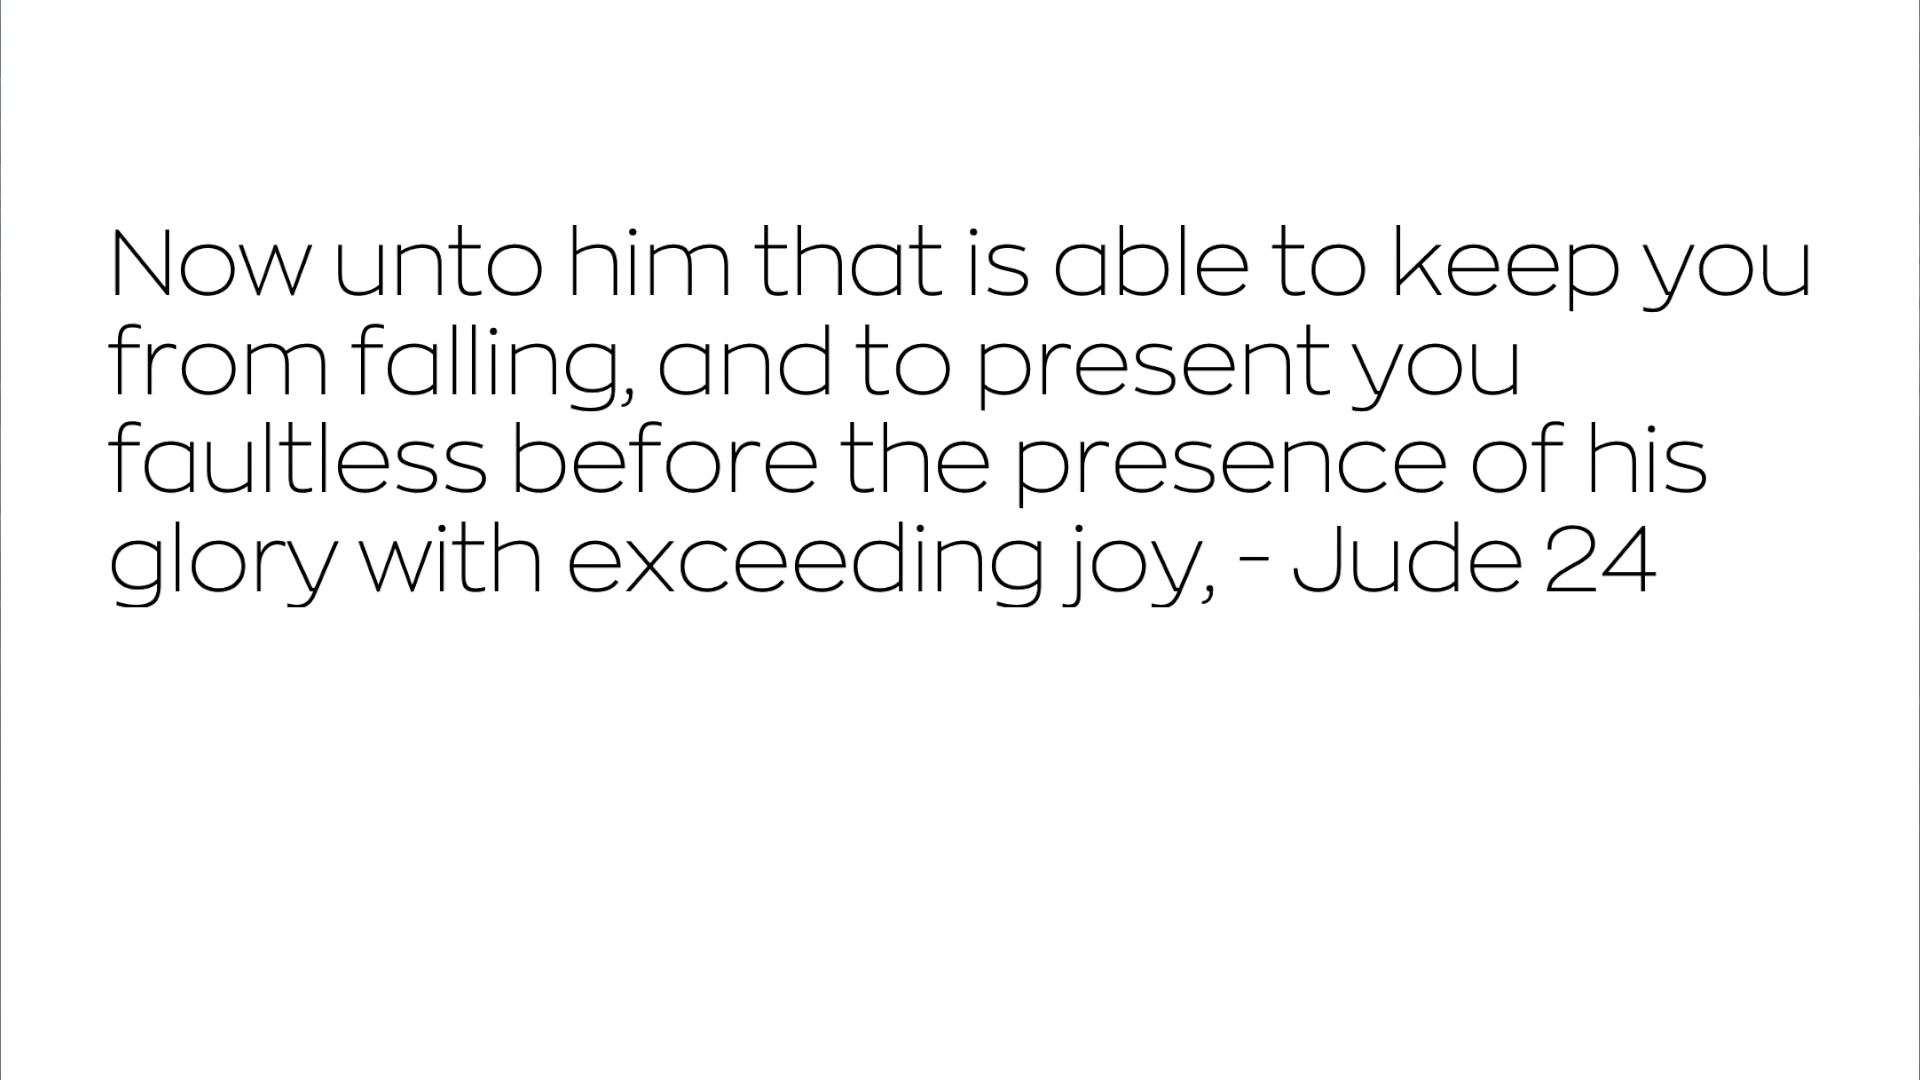 Now unto him that is able to keep you
from falling, and to present you
faultless before the presence of his
glory with exceeding joy, - Jude 24